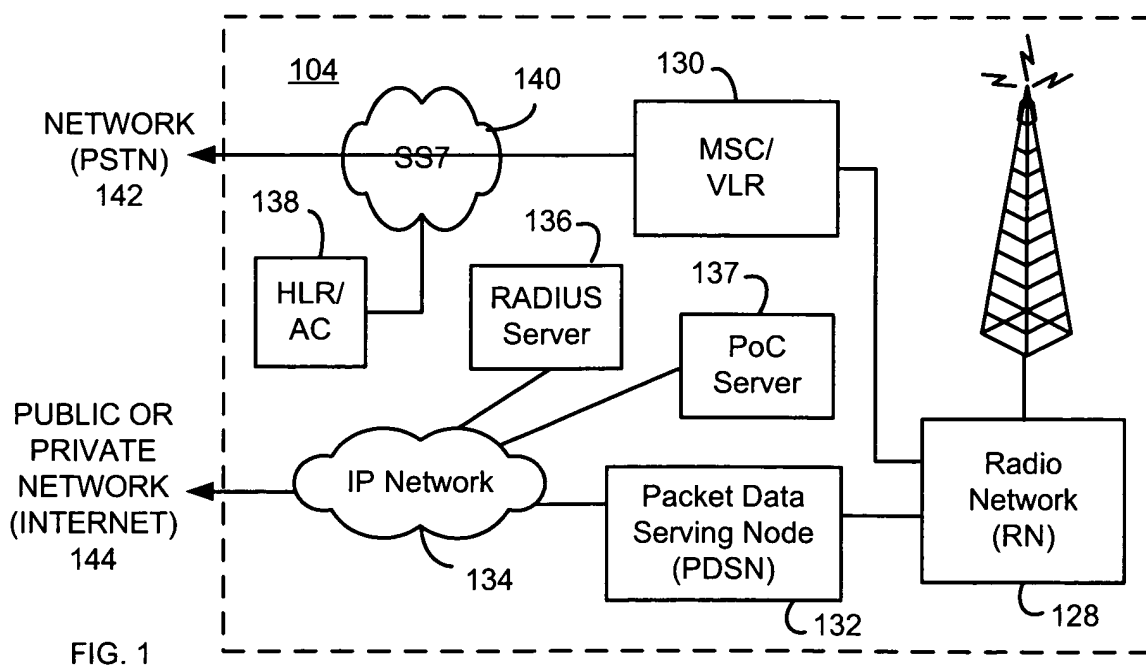 104
140
130
NETWORK
(PSTN)
142
SS7
MSC/
VLR
138
136
137
HLR/
AC
RADIUS
Server
PoC
Server
PUBLIC OR
PRIVATE
NETWORK
(INTERNET)
144
IP Network
134
Packet Data
Serving Node
(PDSN)
132
Radio
Network
(RN)
128
FIG. 1